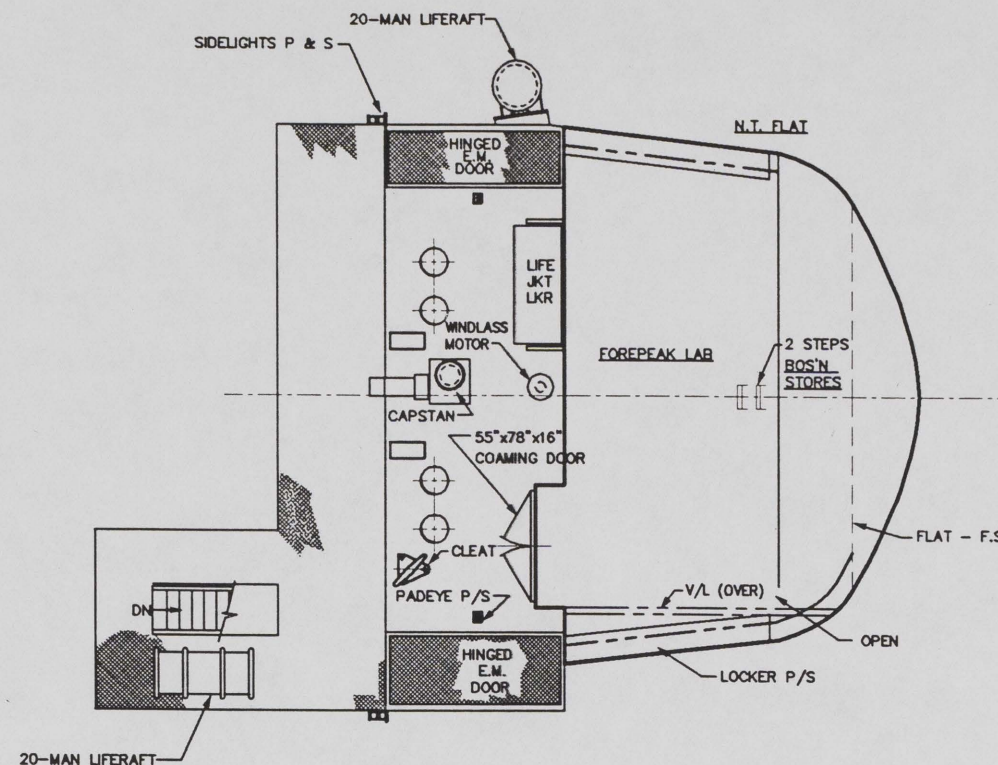 20-MAN LIFERAFT
SIDELIGHTS P & S
N.T. FLAT
HINGED
E.M.
DOOR
LIFE
JKT
LKR
WINDLASS
MOTOR
FOREPEAK LAB
2 STEPS
BOS'N
STORES
CAPSTAN
55"x78"x16"
COAMING DOOR
FLAT - F.S
CLEAT
V/L (OVER)
DN
PADEYE P/S
OPEN
HINGED
E.M.
DOOR
LOCKER P/S
20-MAN LIFERAFT